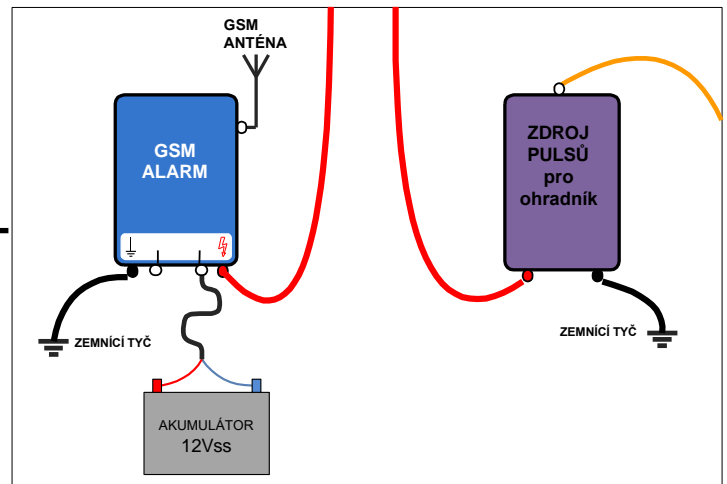 GSM
ANTÉNA
GSM
ALARM
ZDROJ
PULSŮ
pro
ohradník
ZEMNÍCÍ TYČ
ZEMNÍCÍ TYČ
AKUMULÁTOR
12Vss